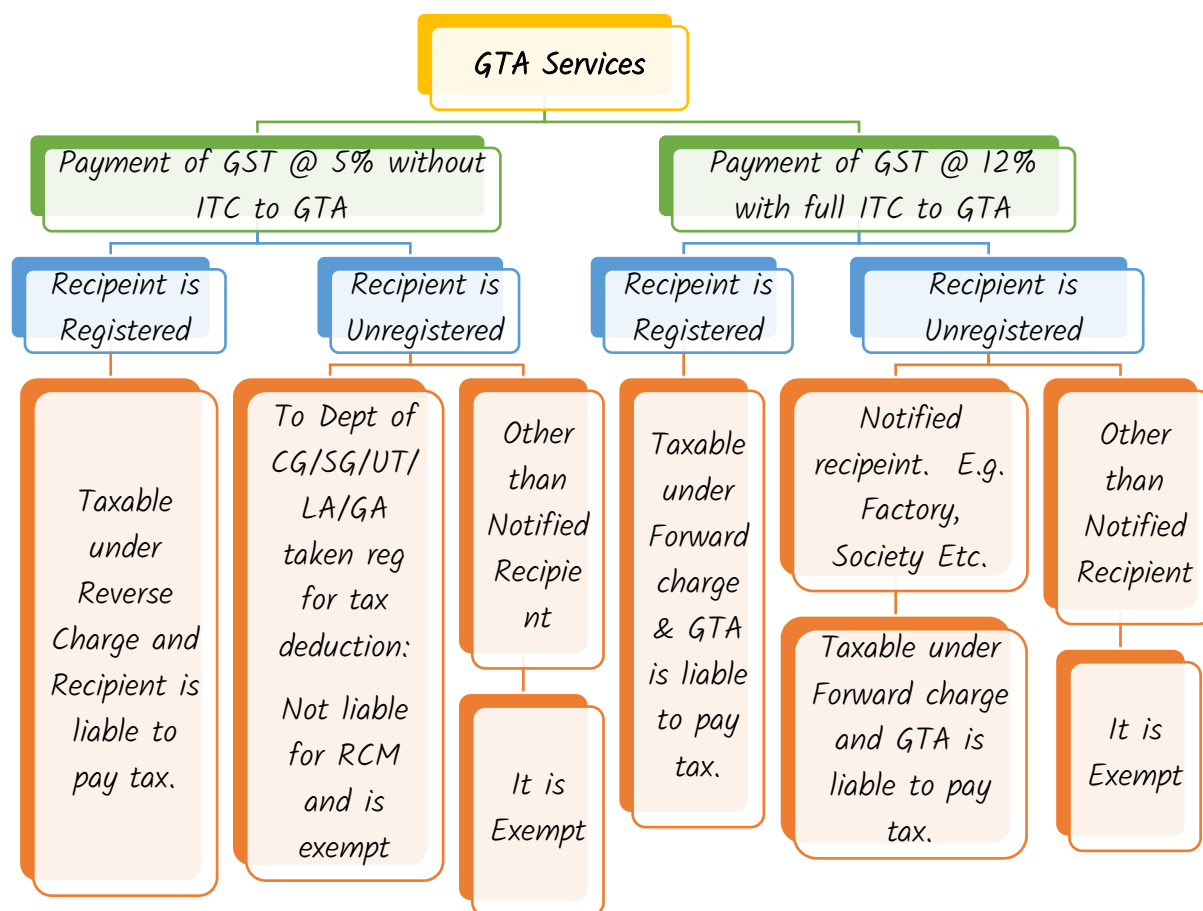 GTA Services
Payment of GST @ 5% without
ITC to GTA
Payment of GST @ 12%
with full ITC to GTA
Recipeint is
Registered
Recipient is
Unregistered
Recipeint is
Registered
Recipient is
Unregistered
Taxable
under
Reverse
Charge and
Recipient is
liable to
pay tax.
To Dept of
CG/SG/UT/
LA/GA
taken reg
for tax
deduction:
Not liable
for RCM
and is
exempt
Other
than
Notified
Recipie
nt
It is
Exempt
Taxable
under
Forward
charge
& GTA
is liable
to pay
tax.
Notified
recipeint. E.g.
Factory,
Society Etc.
Taxable under
Forward charge
and GTA is
liable to pay
tax.
Other
than
Notified
Recipient
It is
Exempt